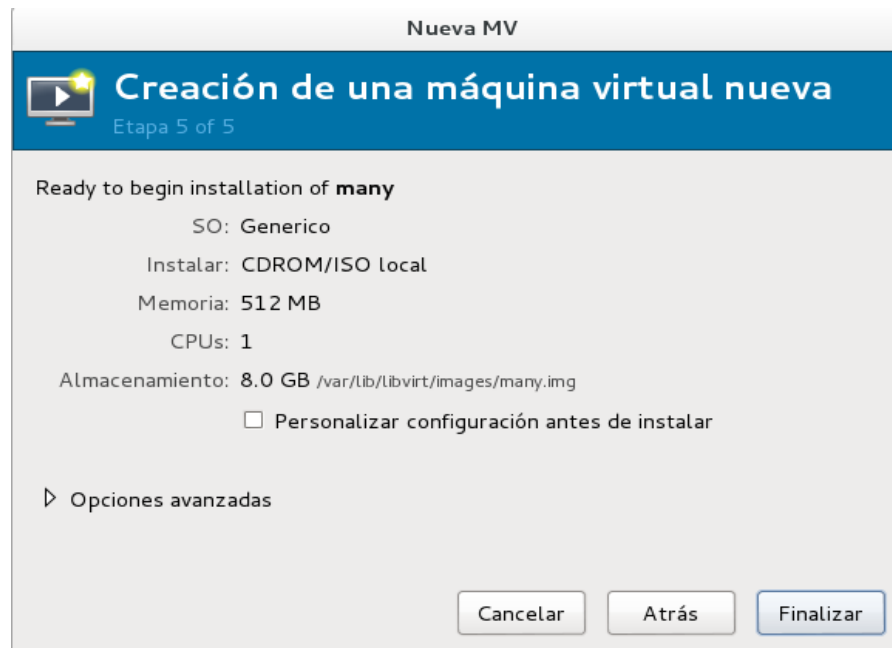 Nueva MV
Creación de una máquina virtual nueva
Etapa 5 of 5
Ready to begin installation of many
SO: Generico
Instalar: CDROM/ISO local
Memoria: 512 MB
CPUs: 1
Almacenamiento: 8.0 GB /var/lib/libvirt/images/many.img
Personalizar configuración antes de instalar
Opciones avanzadas
Cancelar Atrás Finalizar